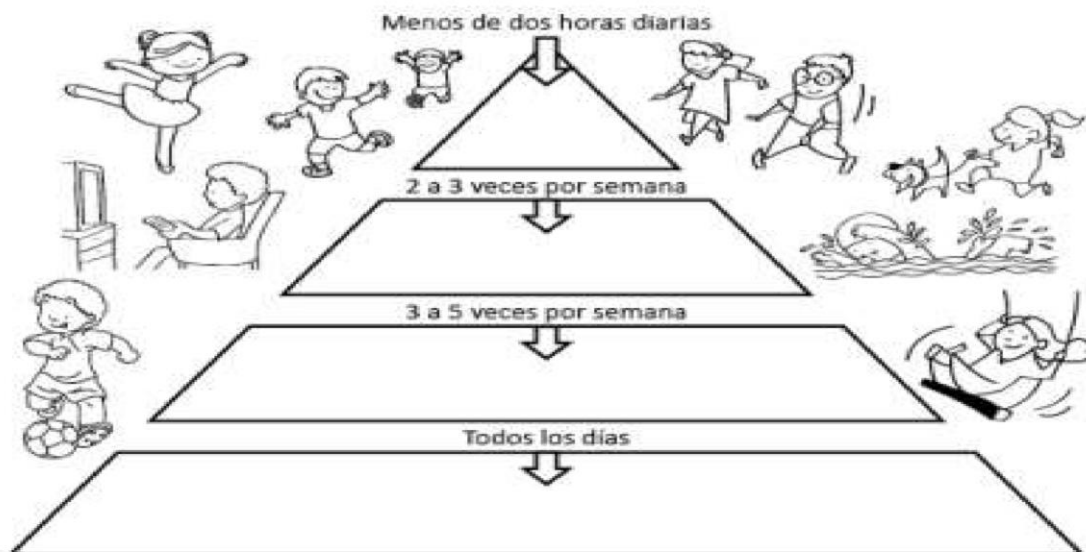 Menos de dos horas diarias
2 a 3 veces por semana
3 a 5 veces por semana
Todos los días